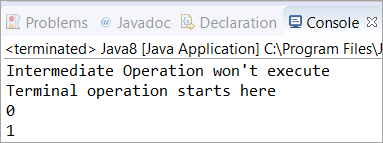 Problems @ Javadoc Declaration Console
<terminated> Java8 [Java Application] C:\Program Files\J
Intermediate Operation won't execute
Terminal operation starts here
0
1